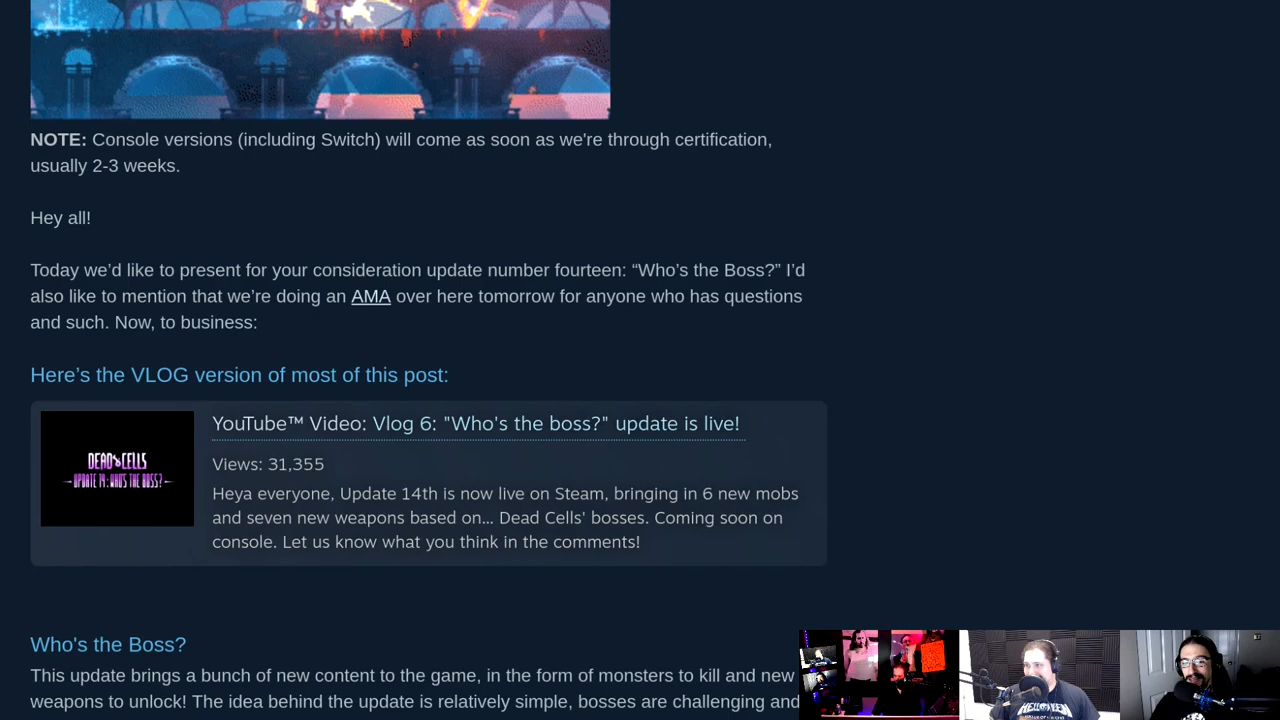 NOTE: Console versions (including Switch) will come as soon as we're through certification,
usually 2-3 weeks.
Hey all!
Today we’d like to present for your consideration update number fourteen: “Who’s the Boss?” I’d
also like to mention that we’re doing an AMA over here tomorrow for anyone who has questions
and such. Now, to business:
Here’s the VLOG version of most of this post:
DEAD CELLS
UPDATE 14: WHO'S THE BOSS?
YouTube™ Video: Vlog 6: "Who's the boss?" update is live!
Views: 31,355
Heya everyone, Update 14th is now live on Steam, bringing in 6 new mobs
and seven new weapons based on... Dead Cells' bosses. Coming soon on
console. Let us know what you think in the comments!
Who's the Boss?
This update brings a bunch of new content to the game, in the form of monsters to kill and new
weapons to unlock! The idea behind the update is relatively simple, bosses are challenging and
HELLOWEEN